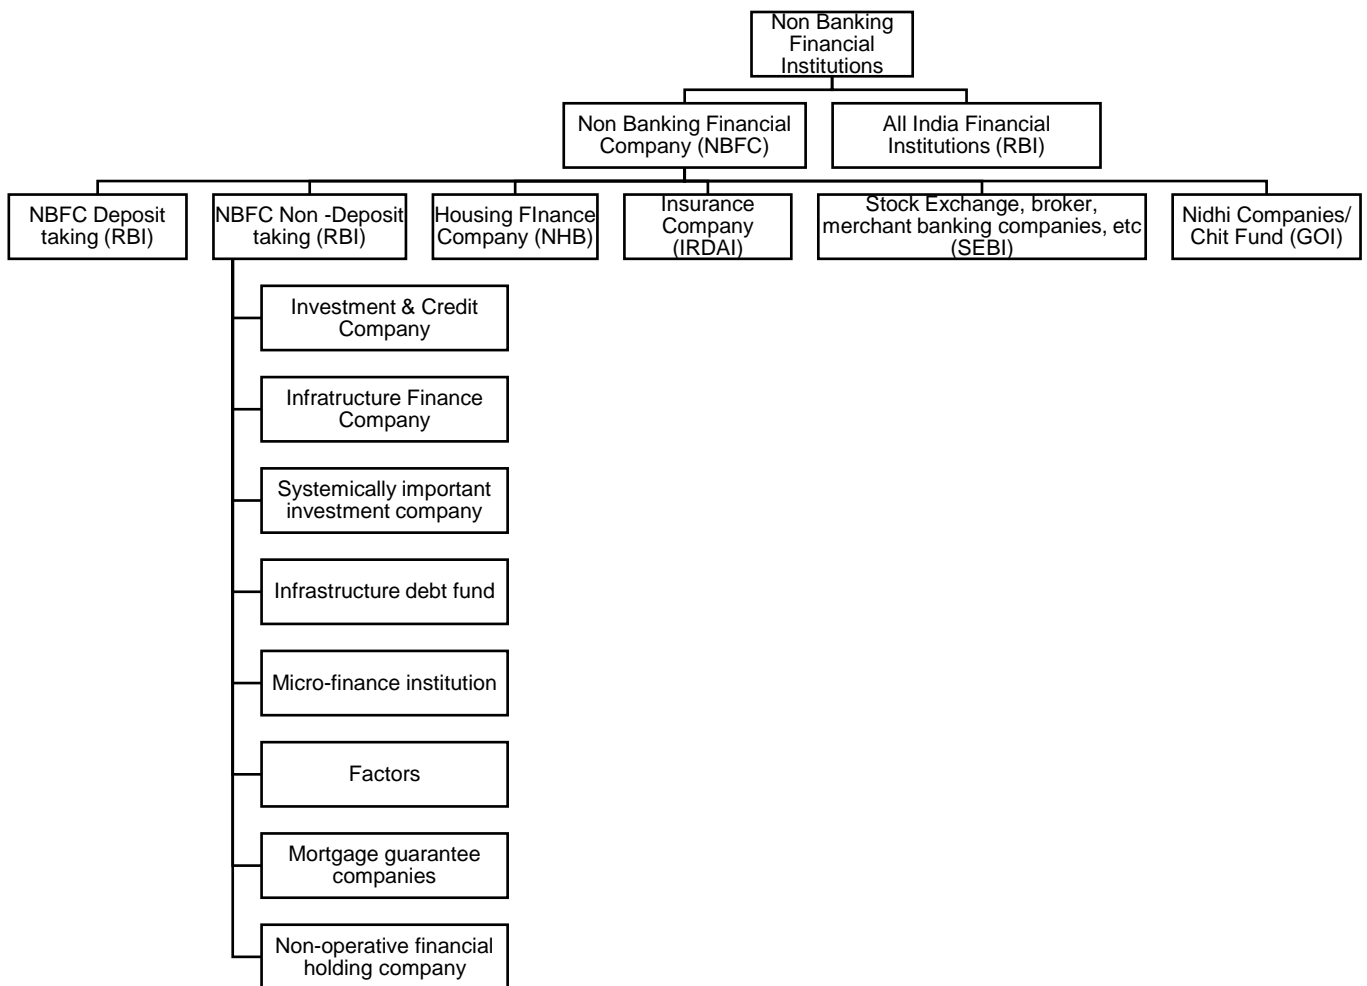 Non Banking
Financial
Institutions
Non Banking Financial
Company (NBFC)
All India Financial
Institutions (RBI)
NBFC Deposit
taking (RBI)
NBFC Non -Deposit
taking (RBI)
Housing FInance
Company (NHB)
Insurance
Company
(IRDAI)
Stock Exchange, broker,
merchant banking companies, etc
(SEBI)
Nidhi Companies/
Chit Fund (GOI)
Investment & Credit
Company
Infratructure Finance
Company
Systemically important
investment company
Infrastructure debt fund
Micro-finance institution
Factors
Mortgage guarantee
companies
Non-operative financial
holding company